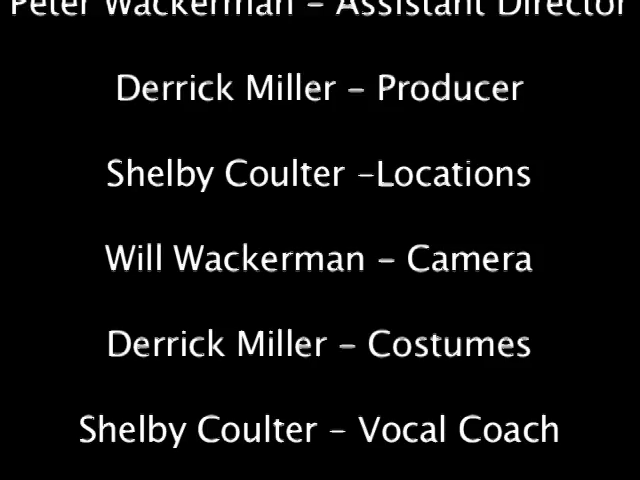 Peter Wackerman - Assistant Director
Derrick Miller - Producer
Shelby Coulter -Locations
Will Wackerman - Camera
Derrick Miller - Costumes
Shelby Coulter - Vocal Coach